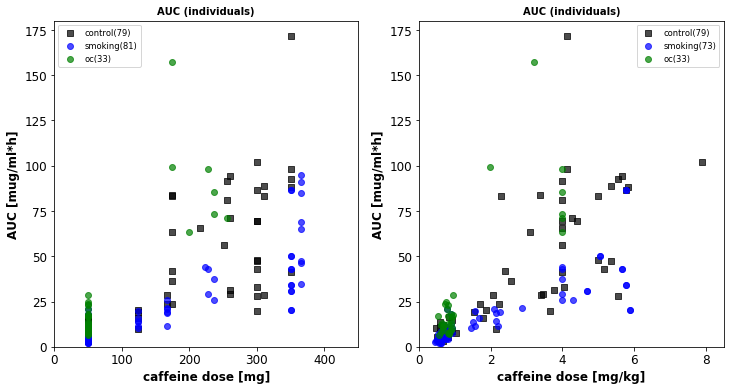 AUC (individuals)
control(79)
smoking(81)
oc(33)
AUC [mug/ml*h]
175
150
125
100
75
50
25
0
0 100 200 300 400
caffeine dose [mg]
AUC (individuals)
control(79)
smoking(73)
oc(33)
AUC [mug/ml*h]
175
150
125
100
75
50
25
0
0 2 4 6 8
caffeine dose [mg/kg]